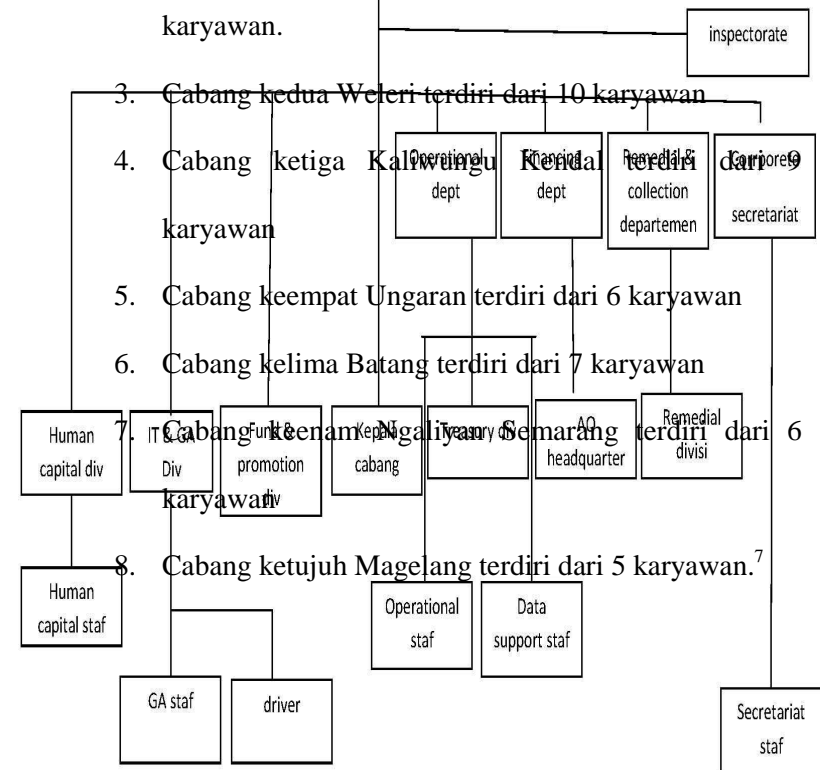 karyawan.
inspectorate
3. Cabang kedua Weleri terdiri dari 10 karyawan
4. Cabang ketiga Kaliwungu Kendal terdiri dari 9
karyawan
Operational
dept
Financing
dept
Remedial &
collection
departemen
Corporete
secretariat
5. Cabang keempat Ungaran terdiri dari 6 karyawan
6. Cabang kelima Batang terdiri dari 7 karyawan
7. Cabang keenam Ngaliyan Semarang terdiri dari 6
karyawan
Human
capital div
IT & GA
Div
Fund &
promotion
div
Kepala
cabang
Treasury div
AO
headquarter
Remedial
divisi
8. Cabang ketujuh Magelang terdiri dari 5 karyawan.7
Human
capital staf
Operational
staf
Data
support staf
GA staf
driver
Secretariat
staf